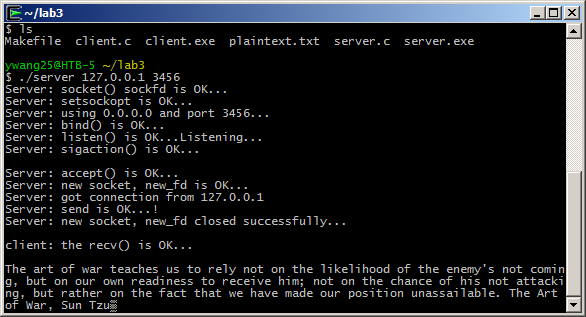 ~/lab3
$ ls
Makefile  client.c  client.exe  plaintext.txt  server.c  server.exe
ywang25@HTB-5 ~/lab3
$ ./server 127.0.0.1 3456
Server: socket() sockfd is OK...
Server: setsockopt is OK...
Server: using 0.0.0.0 and port 3456...
Server: bind() is OK...
Server: listen() is OK...Listening...
Server: sigaction() is OK...
Server: accept() is OK...
Server: new socket, new_fd is OK...
Server: got connection from 127.0.0.1
Server: send is OK...!
Server: new socket, new_fd closed successfully...
client: the recv() is OK...
The art of war teaches us to rely not on the likelihood of the enemy's not comin
g, but on our own readiness to receive him; not on the chance of his not attacki
ng, but rather on the fact that we have made our position unassailable. The Art
of War, Sun Tzu